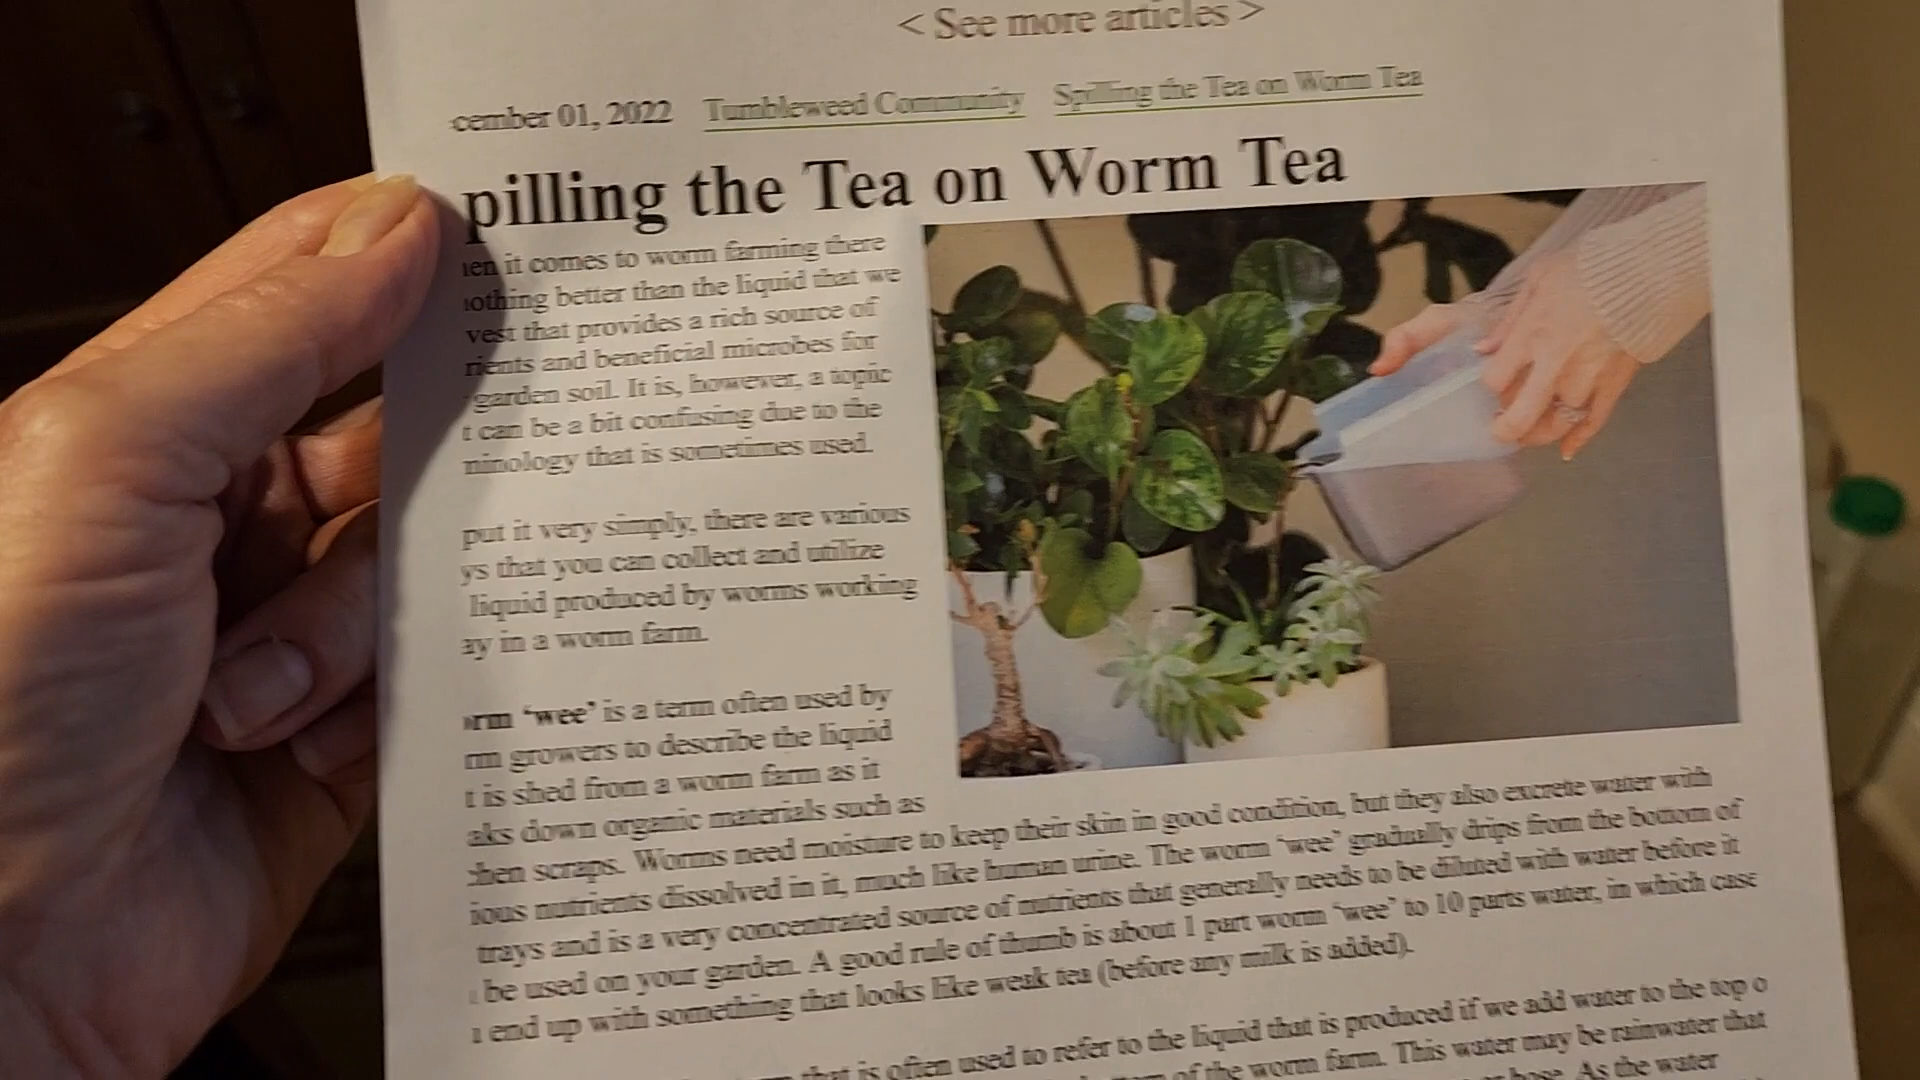 < See more articles >
cember 01, 2022 Tumbleweed Community Spilling the Tea on Worm Tea
pilling the Tea on Worm Tea
en it comes to worm farming there
othing better than the liquid that we
vest that provides a rich source of
rients and beneficial microbes for
garden soil. It is, however, a topic
t can be a bit confusing due to the
minology that is sometimes used.
put it very simply, there are various
ys that you can collect and utilize
liquid produced by worms working
ay in a worm farm.
rm ‘wee’ is a term often used by
rm growers to describe the liquid
t is shed from a worm farm as it
aks down organic materials such as
chen scraps. Worms need moisture to keep their skin in good condition, but they also excrete water with
ious nutrients dissolved in it, much like human urine. The worm ‘wee’ gradually drips from the bottom of
trays and is a very concentrated source of nutrients that generally needs to be diluted with water before it
be used on your garden. A good rule of thumb is about 1 part worm ‘wee’ to 10 parts water, in which case
end up with something that looks like weak tea (before any milk is added).
that is often used to refer to the liquid that is produced if we add water to the top o
of the worm farm. This water may be rainwater that
hose. As the water